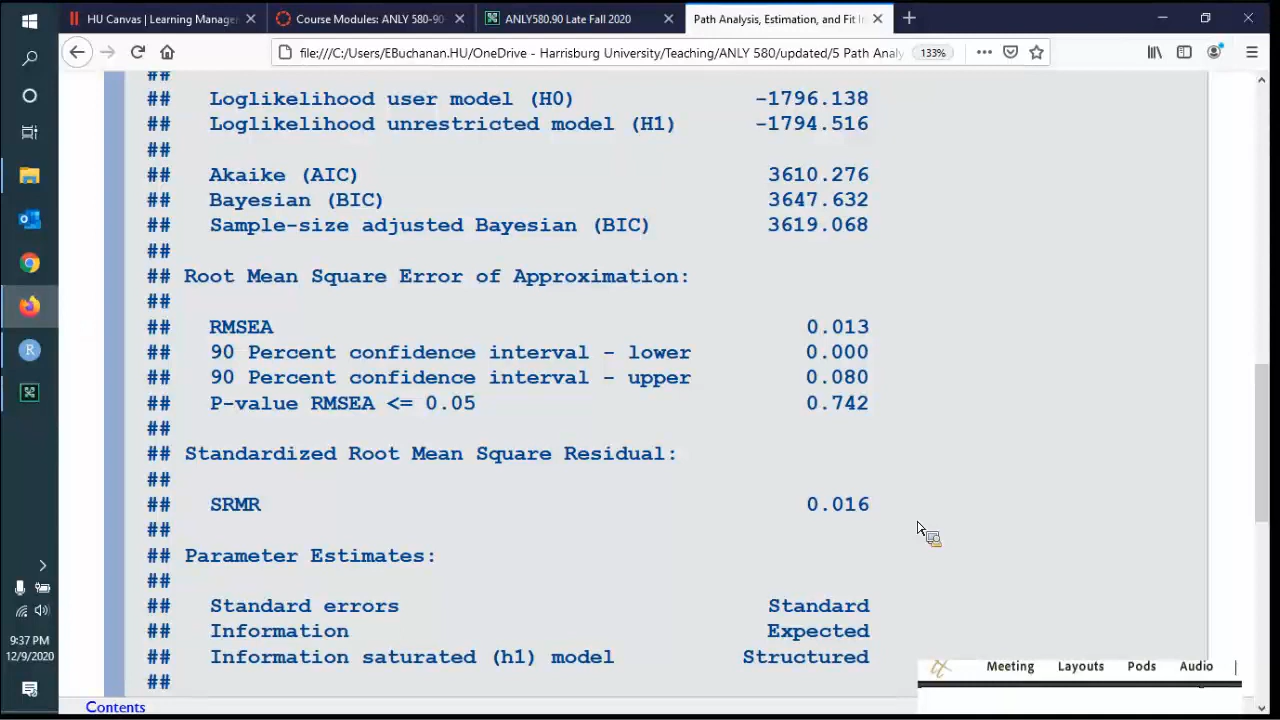 HU Canvas | Learning Manage
Course Modules: ANLY 580-90
ANLY580.90 Late Fall 2020
Path Analysis, Estimation, and Fit I
file:///C:/Users/EBuchanan.HU/OneDrive - Harrisburg University/Teaching/ANLY 580/updated/5 Path Analy
133%
##
## Loglikelihood user model (H0) -1796.138
## Loglikelihood unrestricted model (H1) -1794.516
##
## Akaike (AIC) 3610.276
## Bayesian (BIC) 3647.632
## Sample-size adjusted Bayesian (BIC) 3619.068
##
## Root Mean Square Error of Approximation:
##
## RMSEA 0.013
## 90 Percent confidence interval - lower 0.000
## 90 Percent confidence interval - upper 0.080
## P-value RMSEA <= 0.05 0.742
##
## Standardized Root Mean Square Residual:
##
## SRMR 0.016
##
## Parameter Estimates:
##
## Standard errors Standard
## Information Expected
## Information saturated (h1) model Structured
##
Contents
Meeting Layouts Pods Audio
R
9:37 PM
12/9/2020